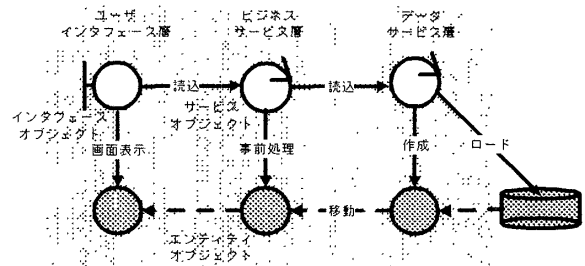 ユーザ
インタフェース層
ビジネス
サービス層
データ
サービス層
読込
読込
インタフェース
オブジェクト
サービス
オブジェクト
画面表示
事前処理
作成
ロード
移動
エンティティ
オブジェクト